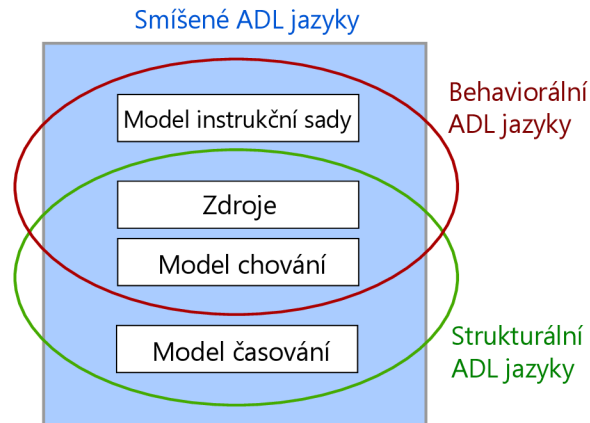 Smíšené ADL jazyky
Behaviorální
ADL jazyky
Model instrukční sady
Zdroje
Model chování
Model časování
Strukturální
ADL jazyky